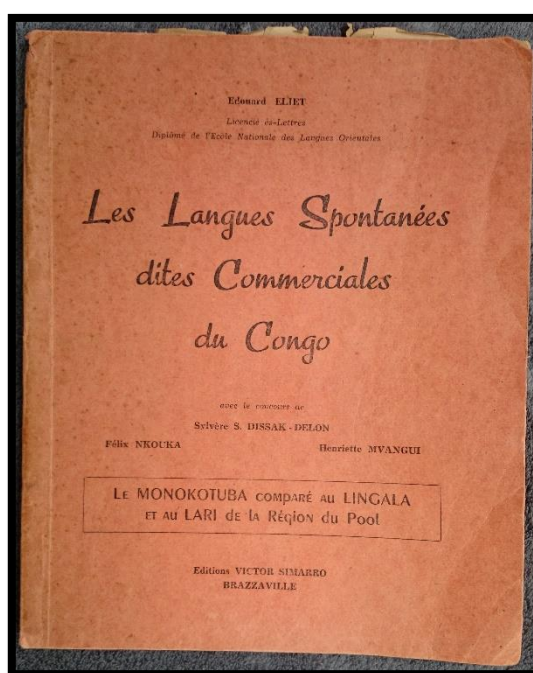 Edouard ELIET
Licencié ès-Lettres
Diplômé de l'Ecole Nationale des Langues Orientales
Les Langues Spontanées
dites Commerciales
du Congo
avec le concours de
Sylvère S. DISSAK-DELON
Félix NKOUKA Henriette MVANGUI
LE MONOKOTUBA COMPARÉ AU LINGALA
ET AU LARI de la Région du Pool
Editions VICTOR SIMARRO
BRAZZAVILLE